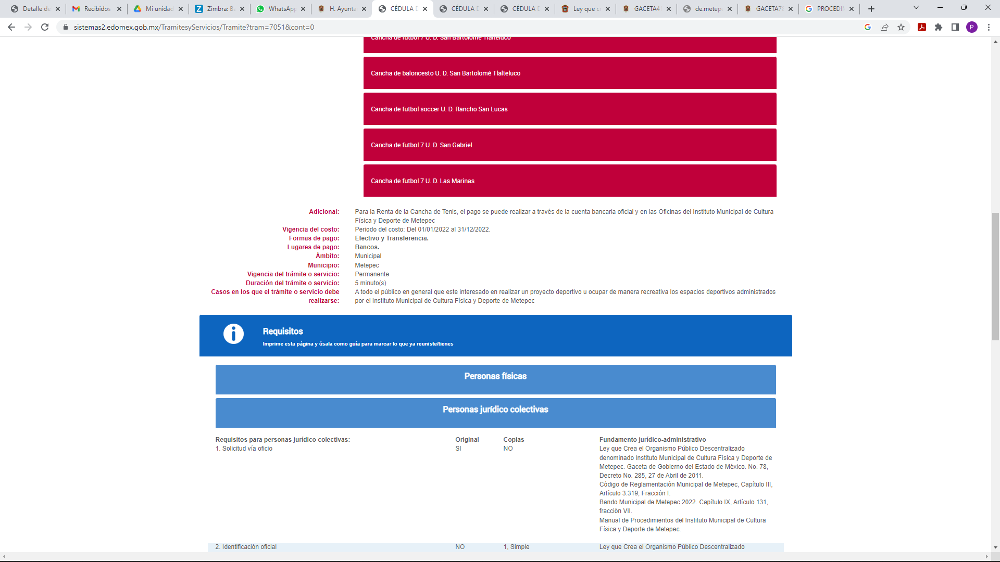 Detalle de
Recibidos
Mi unidad
Zimbra: Ba
WhatsApp
H. Ayunta
CÉDULA D
CÉDULA D
CÉDULA D
Ley que cr
GACETA41
de.metepe
GACETA78
PROCEDIM
sistemas2.edomex.gob.mx/TramitesyServicios/Tramite?tram=7051&cont=0
P
Cancha de futbol 7 U. D. San Bartolomé Tlalteluco
Cancha de baloncesto U. D. San Bartolomé Tlalteluco
Cancha de futbol soccer U. D. Rancho San Lucas
Cancha de futbol 7 U. D. San Gabriel
Cancha de futbol 7 U. D. Las Marinas
Adicional: Para la Renta de la Cancha de Tenis, el pago se puede realizar a través de la cuenta bancaria oficial y en las Oficinas del Instituto Municipal de Cultura
Física y Deporte de Metepec
Vigencia del costo: Periodo del costo: Del 01/01/2022 al 31/12/2022.
Formas de pago: Efectivo y Transferencia.
Lugares de pago: Bancos.
Ámbito: Municipal
Municipio: Metepec
Vigencia del trámite o servicio: Permanente
Duración del trámite o servicio: 5 minuto(s)
Casos en los que el trámite o servicio debe A todo el público en general que este interesado en realizar un proyecto deportivo u ocupar de manera recreativa los espacios deportivos administrados
realizarse: por el Instituto Municipal de Cultura Física y Deporte de Metepec
Requisitos
Imprime esta página y úsala como guía para marcar lo que ya reuniste/tienes
Personas físicas
Personas jurídico colectivas
Requisitos para personas jurídico colectivas: Original Copias Fundamento jurídico-administrativo
1. Solicitud vía oficio SI NO Ley que Crea el Organismo Público Descentralizado
denominado Instituto Municipal de Cultura Física y Deporte de
Metepec. Gaceta de Gobierno del Estado de México. No. 78,
Decreto No. 285, 27 de Abril de 2011.
Código de Reglamentación Municipal de Metepec, Capítulo III,
Artículo 3.319, Fracción I.
Bando Municipal de Metepec 2022. Capítulo IX, Artículo 131,
fracción VII.
Manual de Procedimientos del Instituto Municipal de Cultura
Física y Deporte de Metepec.
2. Identificación oficial NO 1, Simple Ley que Crea el Organismo Público Descentralizado